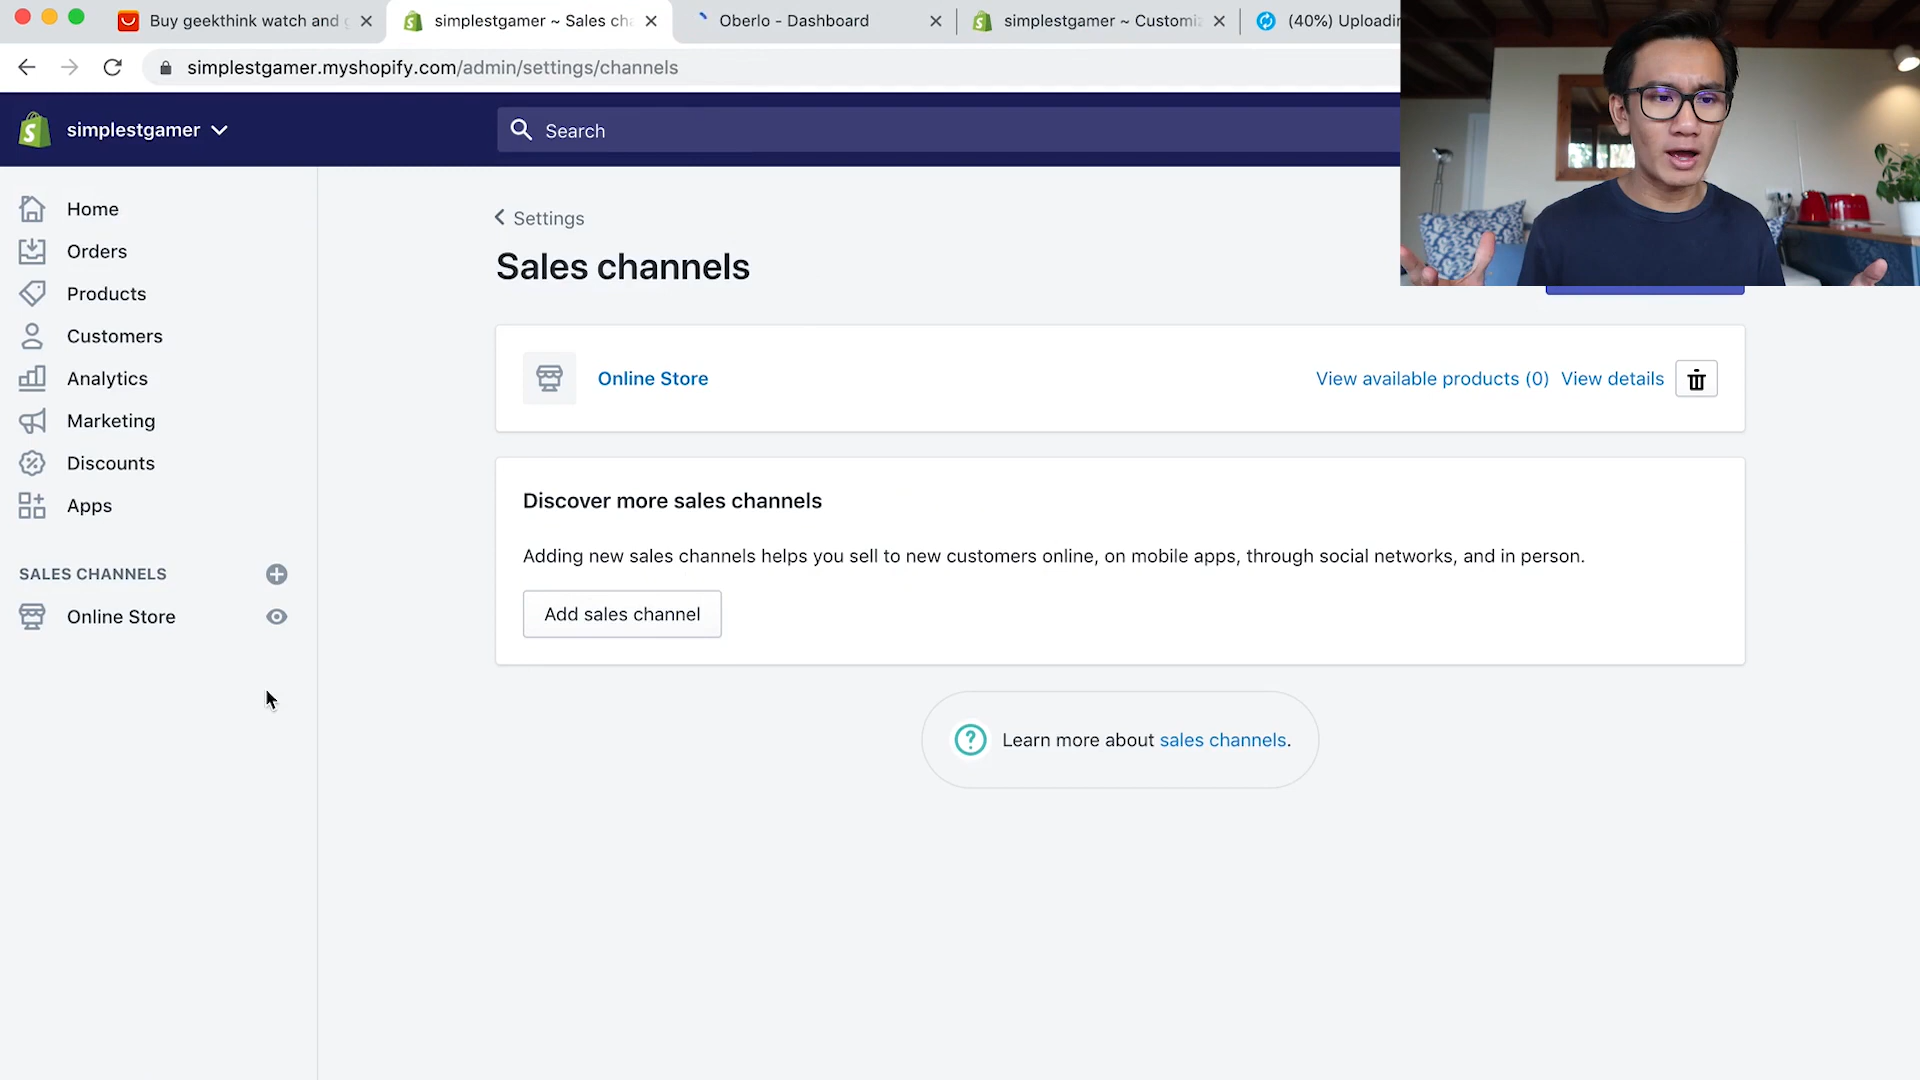 Buy geekthink watch and
simplestgamer ~ Sales cha
Oberlo - Dashboard
simplestgamer ~ Customiz
(40%) Uploadin
simplestgamer.myshopify.com/admin/settings/channels
simplestgamer
Search
Home
Orders
Products
Customers
Analytics
Marketing
Discounts
Apps
SALES CHANNELS
Online Store
Settings
Sales channels
Online Store
View available products (0)
View details
Discover more sales channels
Adding new sales channels helps you sell to new customers online, on mobile apps, through social networks, and in person.
Add sales channel
Learn more about sales channels.